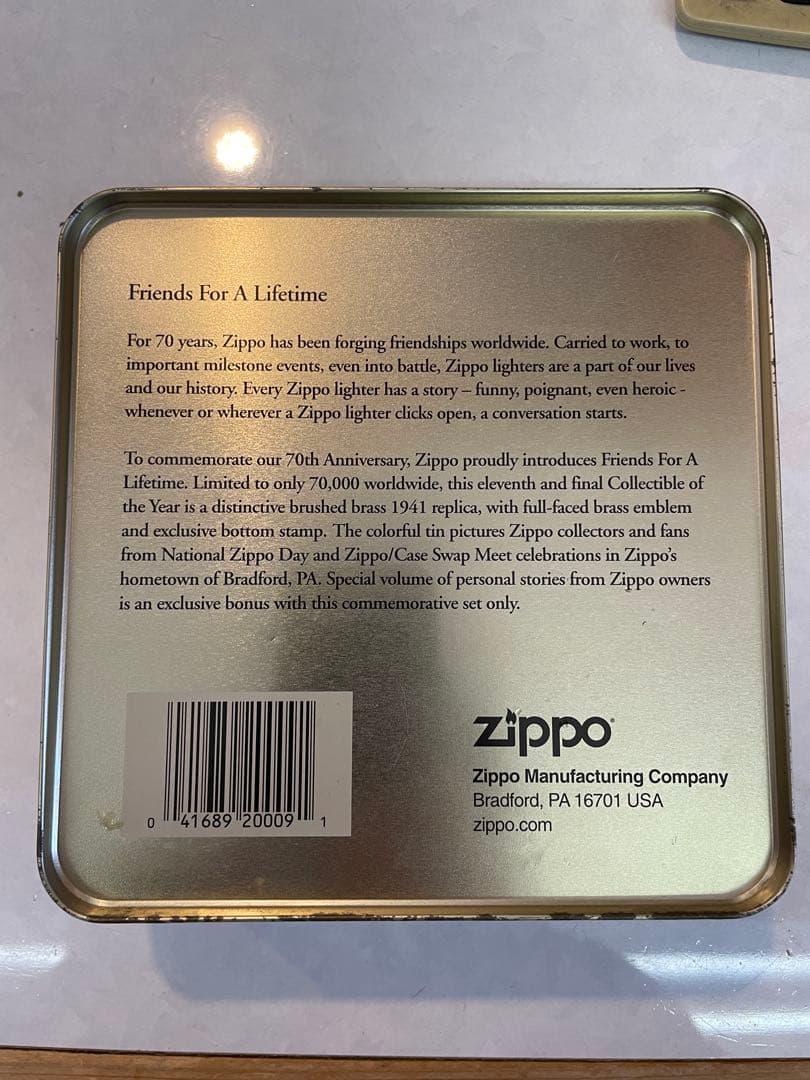 Friends For A Lifetime
For 70 years, Zippo has been forging friendships worldwide. Carried to work, to
important milestone events, even into battle, Zippo lighters are a part of our lives
and our history. Every Zippo lighter has a story – funny, poignant, even heroic -
whenever or wherever a Zippo lighter clicks open, a conversation starts.
To commemorate our 70th Anniversary, Zippo proudly introduces Friends For A
Lifetime. Limited to only 70,000 worldwide, this eleventh and final Collectible of
the Year is a distinctive brushed brass 1941 replica, with full-faced brass emblem
and exclusive bottom stamp. The colorful tin pictures Zippo collectors and fans
from National Zippo Day and Zippo/Case Swap Meet celebrations in Zippo's
hometown of Bradford, PA. Special volume of personal stories from Zippo owners
is an exclusive bonus with this commemorative set only.
0 41689 20009 1
zippo
Zippo Manufacturing Company
Bradford, PA 16701 USA
zippo.com